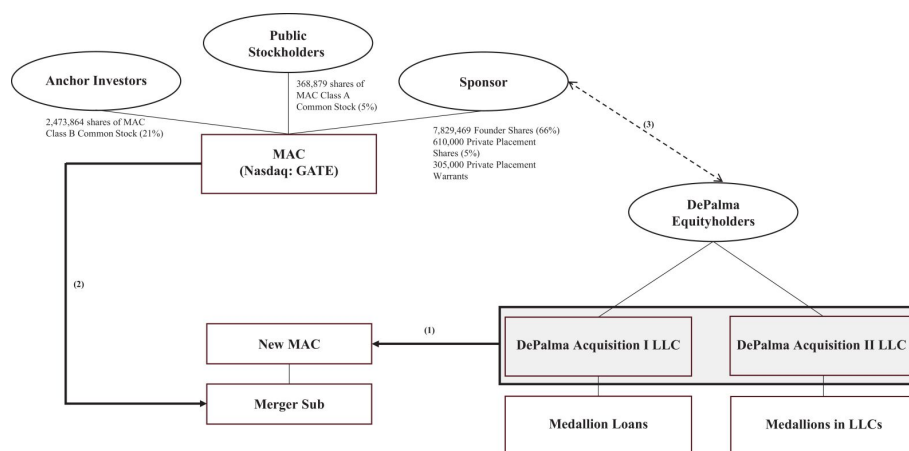 Public
Stockholders
Anchor Investors
Sponsor
368,879 shares of
MAC Class A
Common Stock (5%)
2,473,864 shares of MAC
Class B Common Stock (21%)
7,829,469 Founder Shares (66%)
610,000 Private Placement
Shares (5%)
305,000 Private Placement
Warrants
(3)
MAC
(Nasdaq: GATE)
DePalma
Equityholders
(2)
(1)
New MAC
DePalma Acquisition I LLC
DePalma Acquisition II LLC
Merger Sub
Medallion Loans
Medallions in LLCs